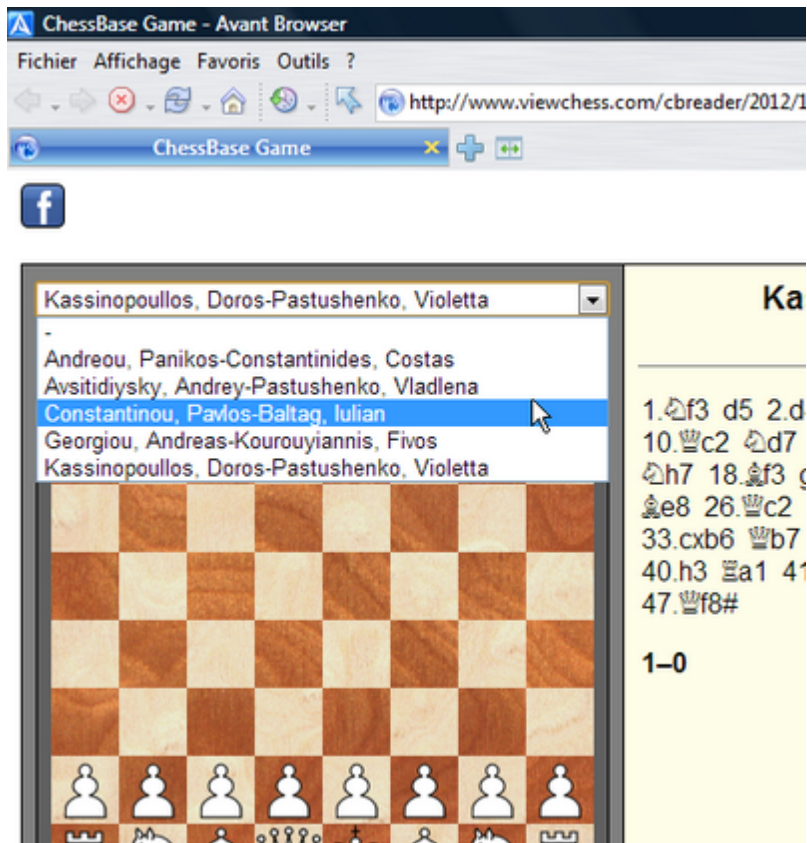 ChessBase Game - Avant Browser
Fichier Affichage Favoris Outils ?
http://www.viewchess.com/cbreader/2012/1
ChessBase Game
f
Kassinopoullos, Doros-Pastushenko, Violetta
-
Andreou, Panikos-Constantinides, Costas
Avsitidiysky, Andrey-Pastushenko, Vladlena
Constantinou, Pavlos-Baltag, Iulian
Georgiou, Andreas-Kourouyiannis, Fivos
Kassinopoullos, Doros-Pastushenko, Violetta
Ka
1.♘f3 d5 2.d
10.♕c2 ♘d7
♘h7 18.♗f3 g
♗e8 26.♕c2
33.cxb6 ♕b7
40.h3 ♖a1 41
47.♕f8#
1–0